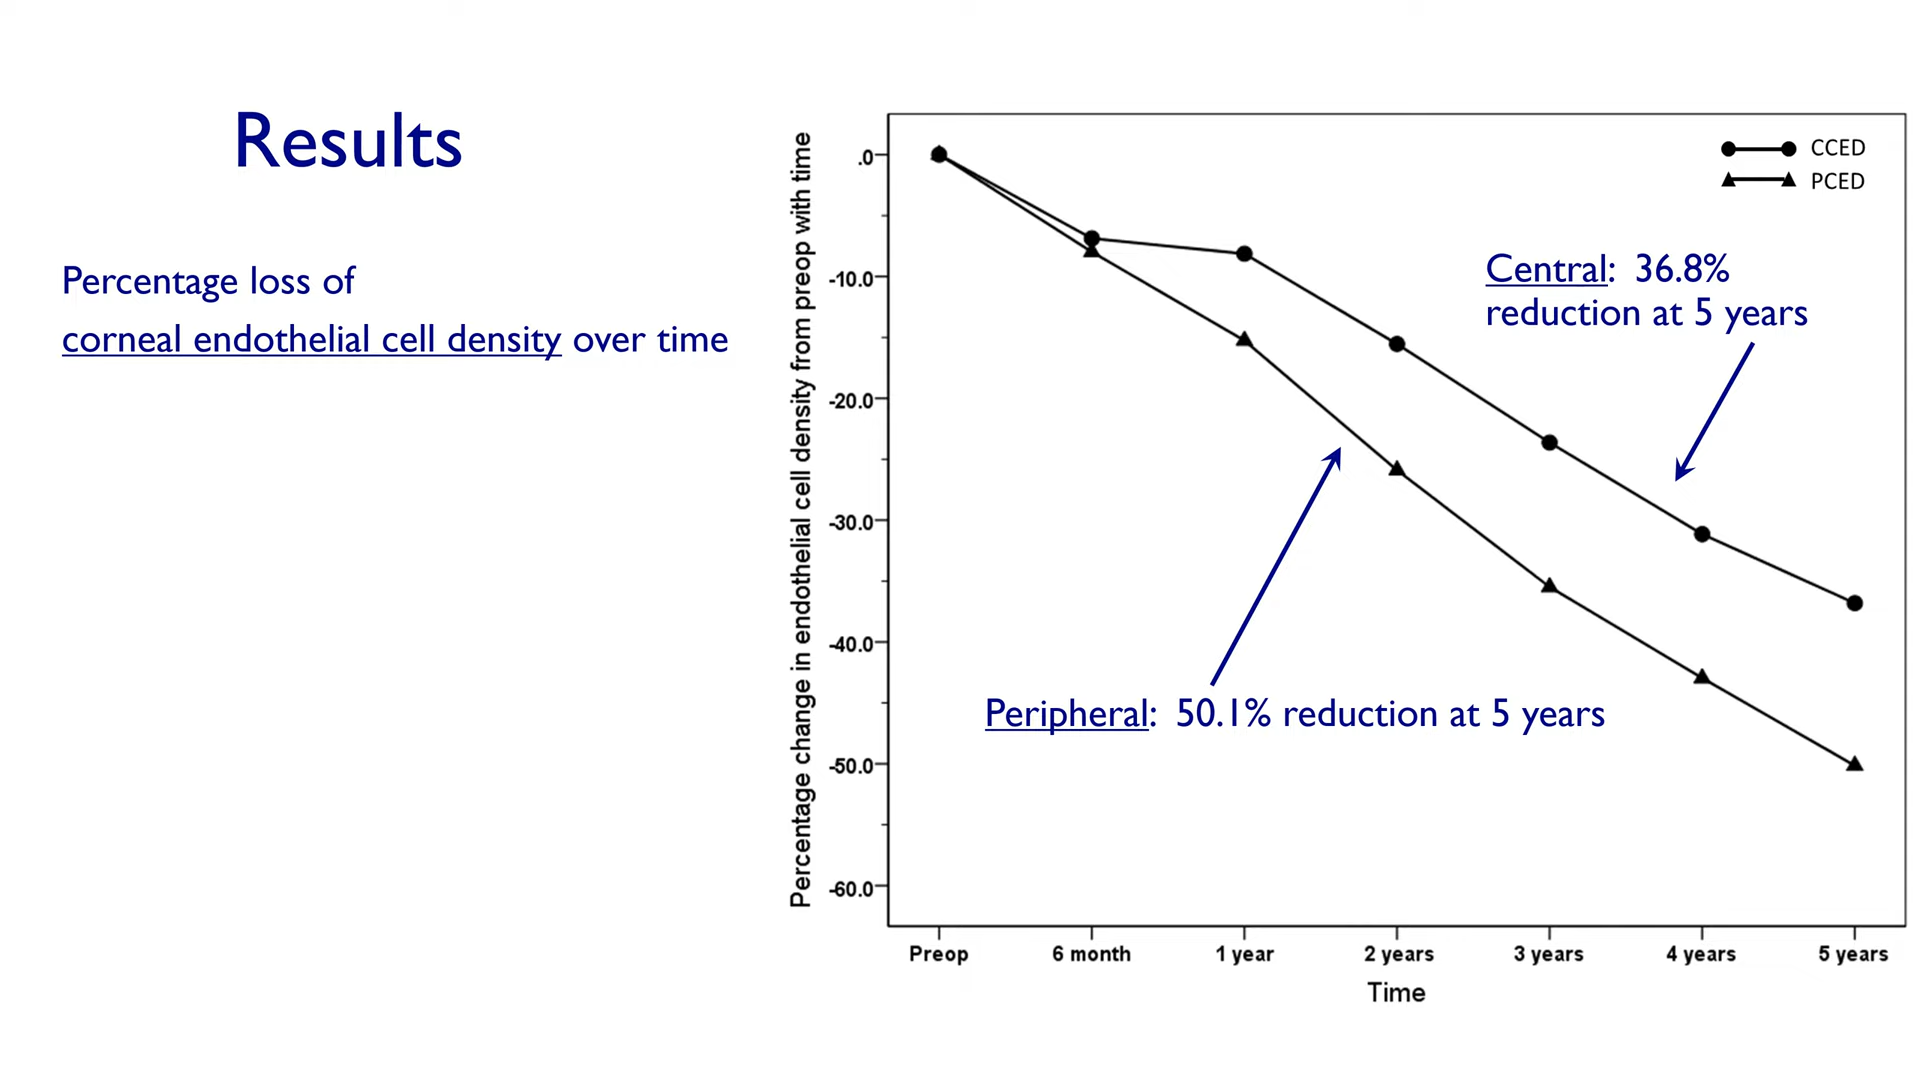 Results
Percentage loss of
corneal endothelial cell density over time
Percentage change in endothelial cell density from preop with time
.0
-10.0
-20.0
-30.0
-40.0
-50.0
-60.0
CCED
PCED
Central: 36.8%
reduction at 5 years
Peripheral: 50.1% reduction at 5 years
Preop 6 month 1 year 2 years 3 years 4 years 5 years
Time